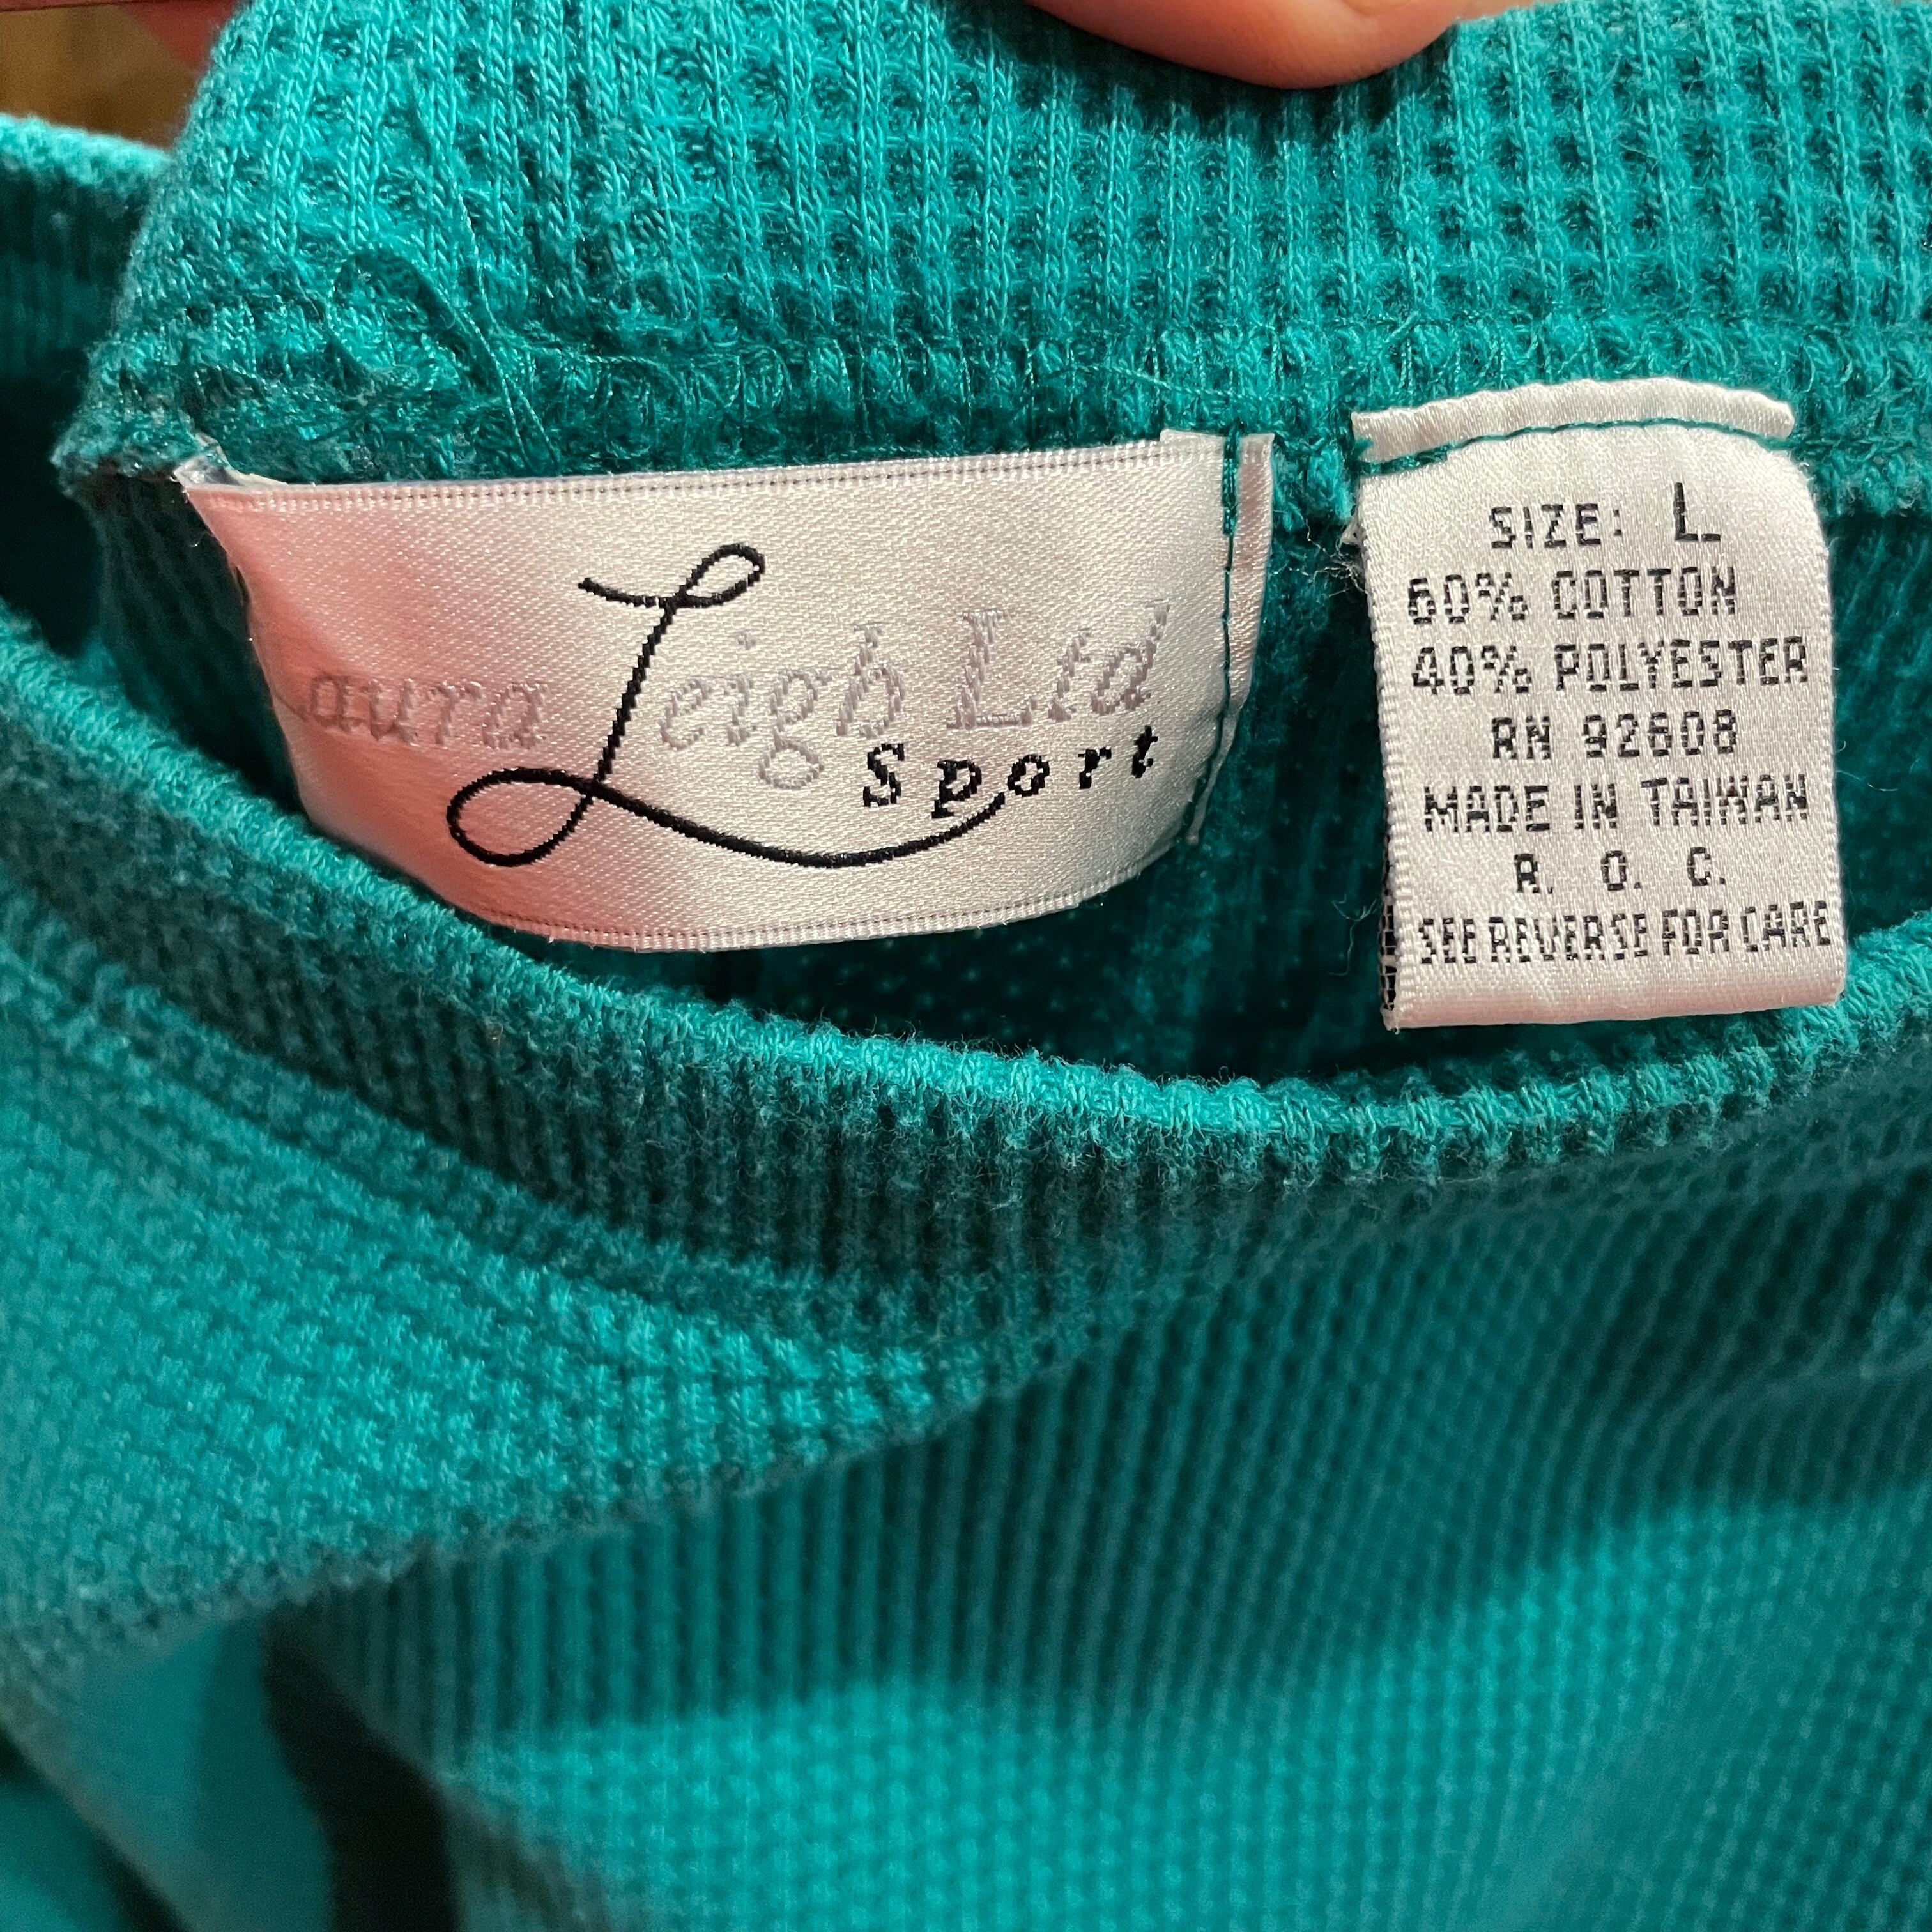 Laura Leigh Ltd
Sport
SIZE: L
60% COTTON
40% POLYESTER
RN 92608
MADE IN TAIWAN
R. O. C.
SEE REVERSE FOR CARE